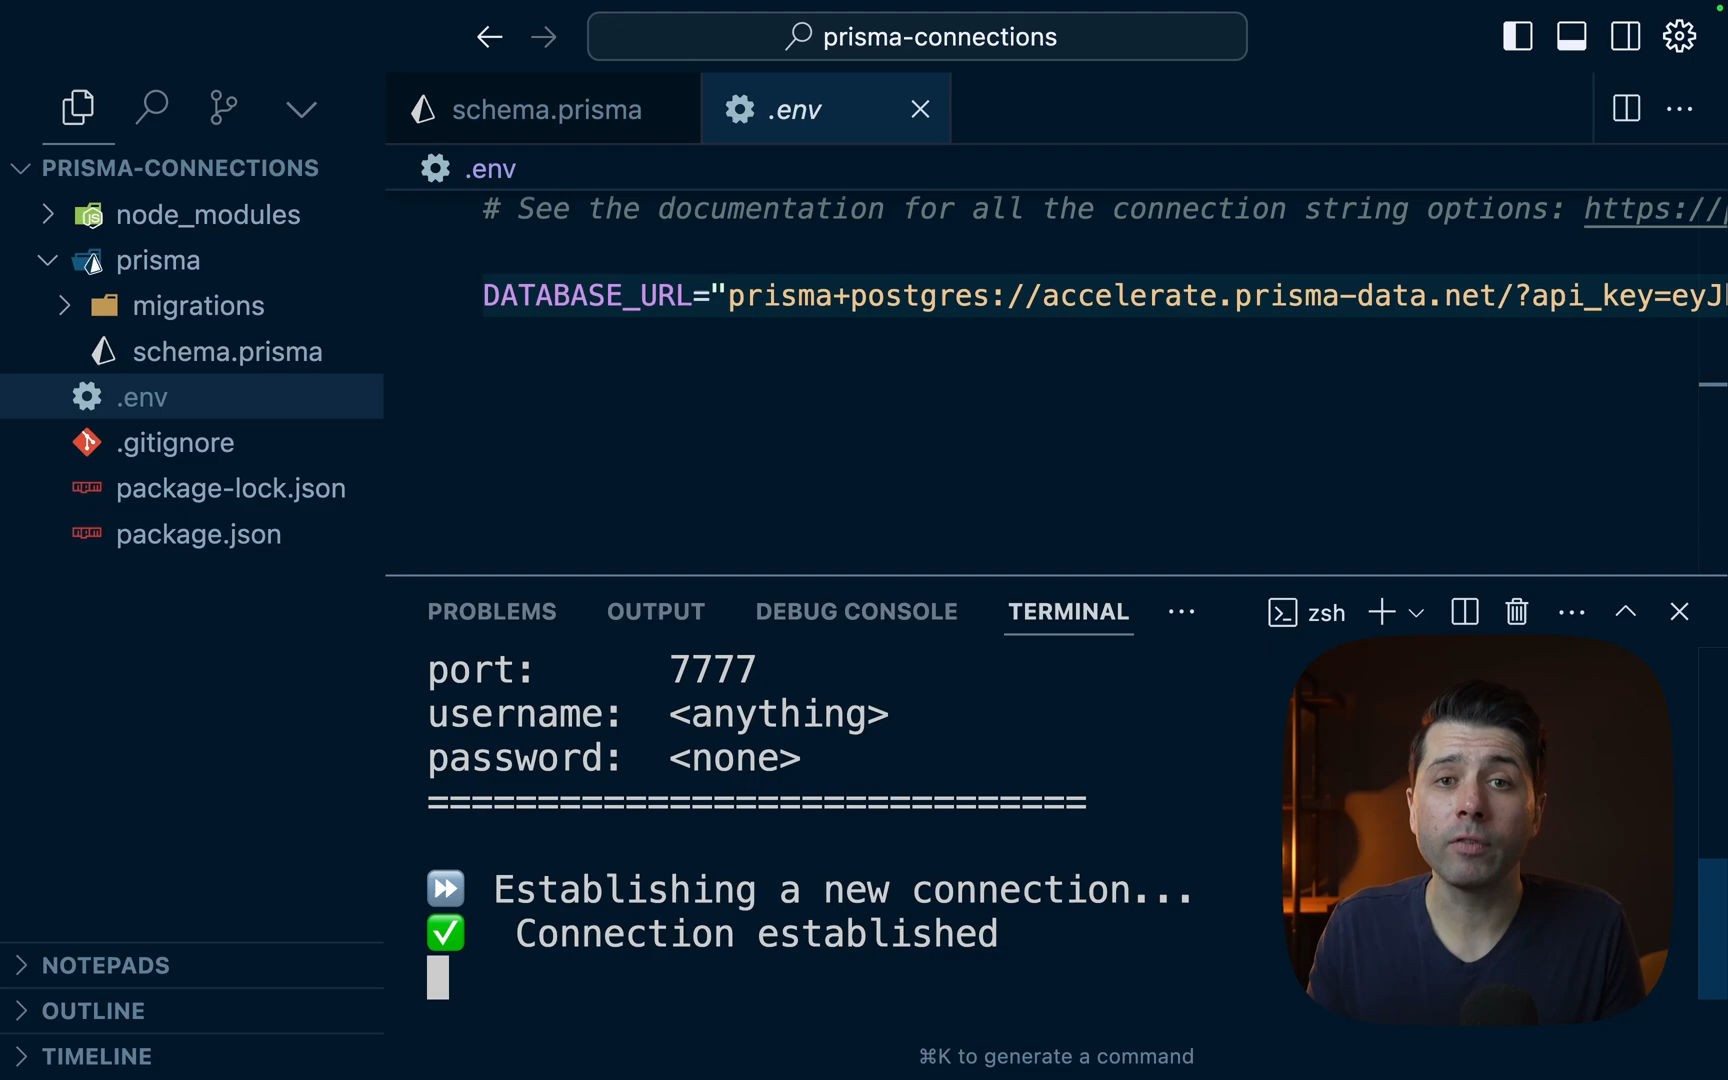 prisma-connections
schema.prisma
.env
PRISMA-CONNECTIONS
node_modules
prisma
migrations
schema.prisma
.env
.gitignore
package-lock.json
package.json
NOTEPADS
OUTLINE
TIMELINE
.env
# See the documentation for all the connection string options: https://
DATABASE_URL="prisma+postgres://accelerate.prisma-data.net/?api_key=eyJ
PROBLEMS OUTPUT DEBUG CONSOLE TERMINAL zsh
port: 7777
username: <anything>
password: <none>
==============================
Establishing a new connection...
Connection established
⌘K to generate a command